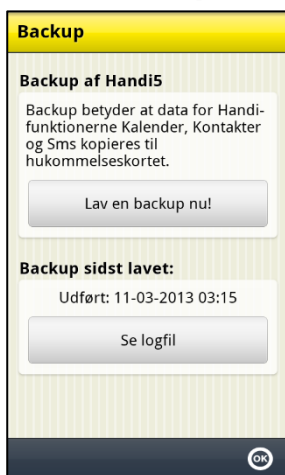 Backup
Backup af Handi5
Backup betyder at data for Handi-
funktionerne Kalender, Kontakter
og Sms kopieres til
hukommelseskortet.
Lav en backup nu!
Backup sidst lavet:
Udført: 11-03-2013 03:15
Se logfil
OK